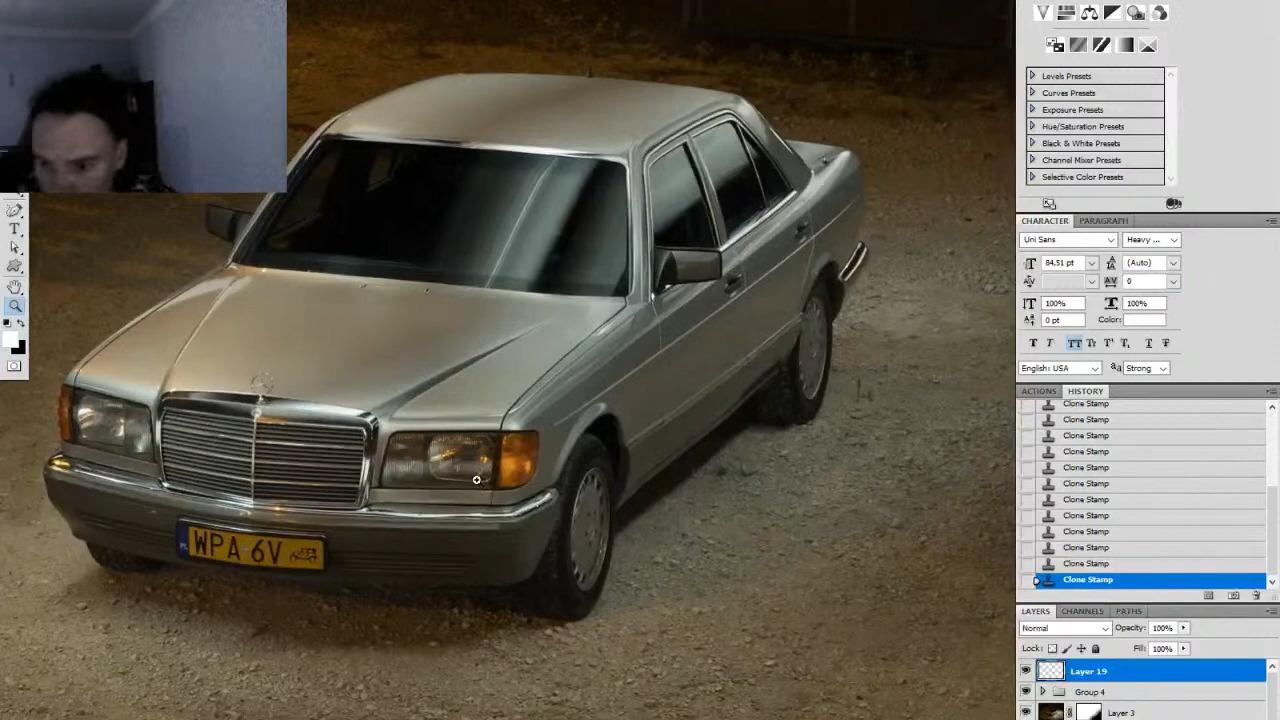 Levels Presets
Curves Presets
Exposure Presets
Hue/Saturation Presets
Black & White Presets
Channel Mixer Presets
Selective Color Presets
CHARACTER PARAGRAPH
Uni Sans Heavy ...
84.51 pt (Auto)
0
100% 100%
0 pt Color:
English: USA Strong
ACTIONS HISTORY
Clone Stamp
Clone Stamp
Clone Stamp
Clone Stamp
Clone Stamp
Clone Stamp
Clone Stamp
Clone Stamp
Clone Stamp
Clone Stamp
Clone Stamp
Clone Stamp
LAYERS CHANNELS PATHS
Normal Opacity: 100%
Lock: Fill: 100%
Layer 19
Group 4
Layer 3
WPA 6V